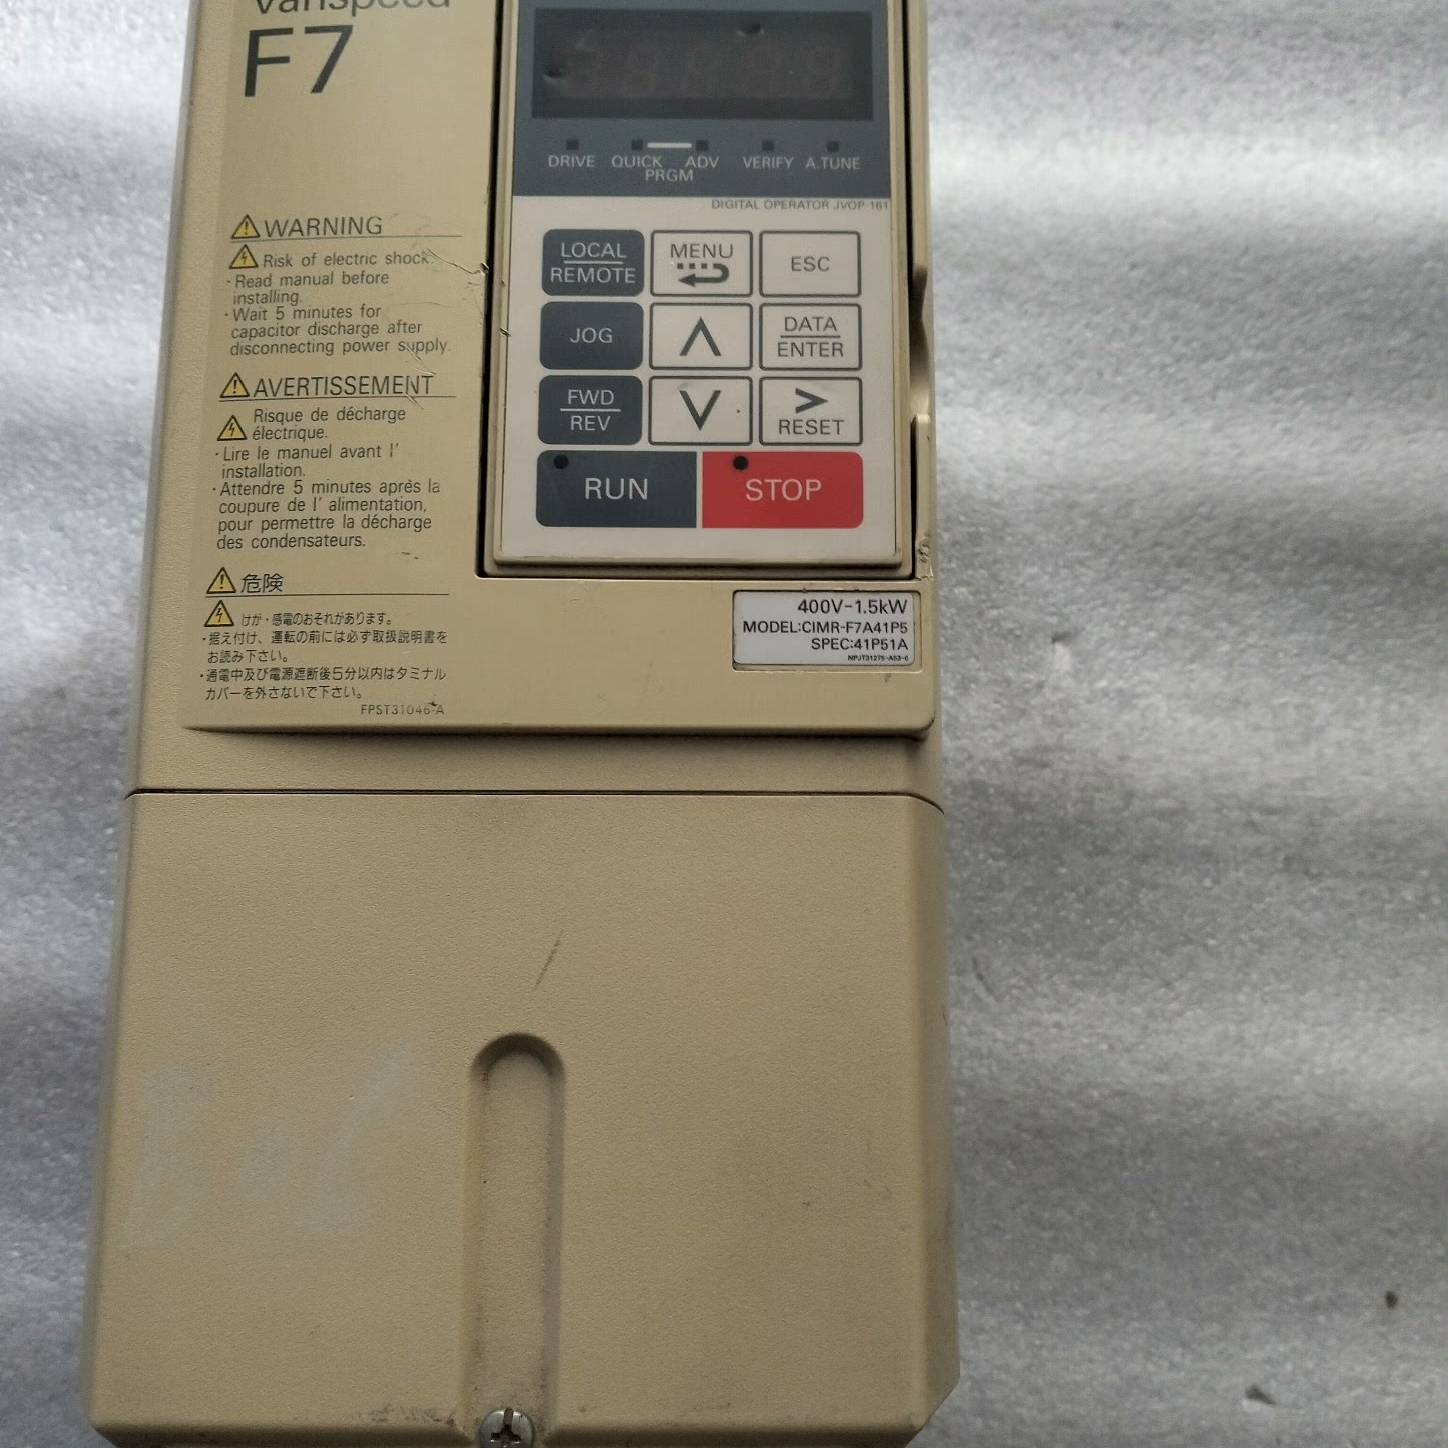 Varispeed
F7
DRIVE QUICK ADV VERIFY A.TUNE
PRGM
DIGITAL OPERATOR JVOP-161
LOCAL
REMOTE
MENU
ESC
JOG
DATA
ENTER
FWD
REV
RESET
RUN
STOP
WARNING
Risk of electric shock.
・Read manual before
installing.
・Wait 5 minutes for
capacitor discharge after
disconnecting power supply.
AVERTISSEMENT
Risque de décharge
électrique.
・Lire le manuel avant l'
installation.
・Attendre 5 minutes après la
coupure de l' alimentation,
pour permettre la décharge
des condensateurs.
危険
けが・感電のおそれがあります。
・据え付け、運転の前には必ず取扱説明書を
お読み下さい。
・通電中及び電源遮断後5分以内はタミナル
カバーを外さないで下さい。
FPST31046-A
400V-1.5kW
MODEL:CIMR-F7A41P5
SPEC:41P51A
NPJT31275-A53-6